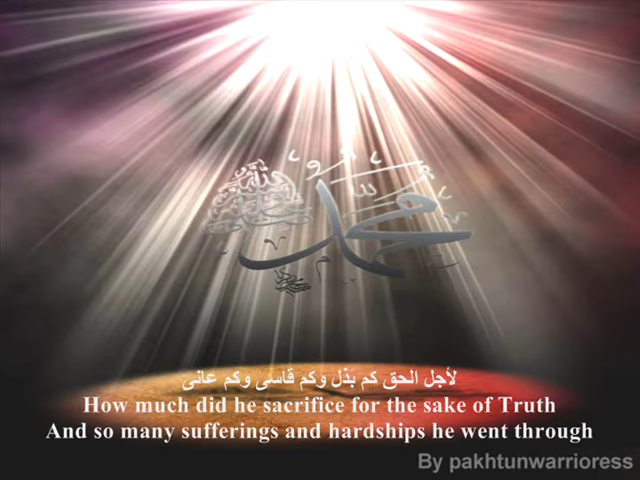 محمد
لأجل الحق كم بذل وكم قاسى وكم عانى
How much did he sacrifice for the sake of Truth
And so many sufferings and hardships he went through
By pakhtunwarrioress